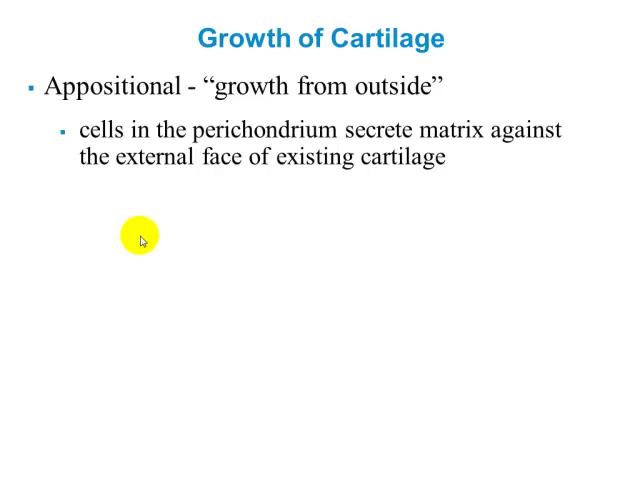 Growth of Cartilage
Appositional - “growth from outside”
cells in the perichondrium secrete matrix against
the external face of existing cartilage